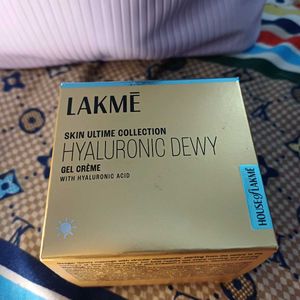 LAKMĒ
SKIN ULTIME COLLECTION
HYALURONIC DEWY
GEL CRÈME
WITH HYALURONIC ACID
HOUSE of LAKMĒ